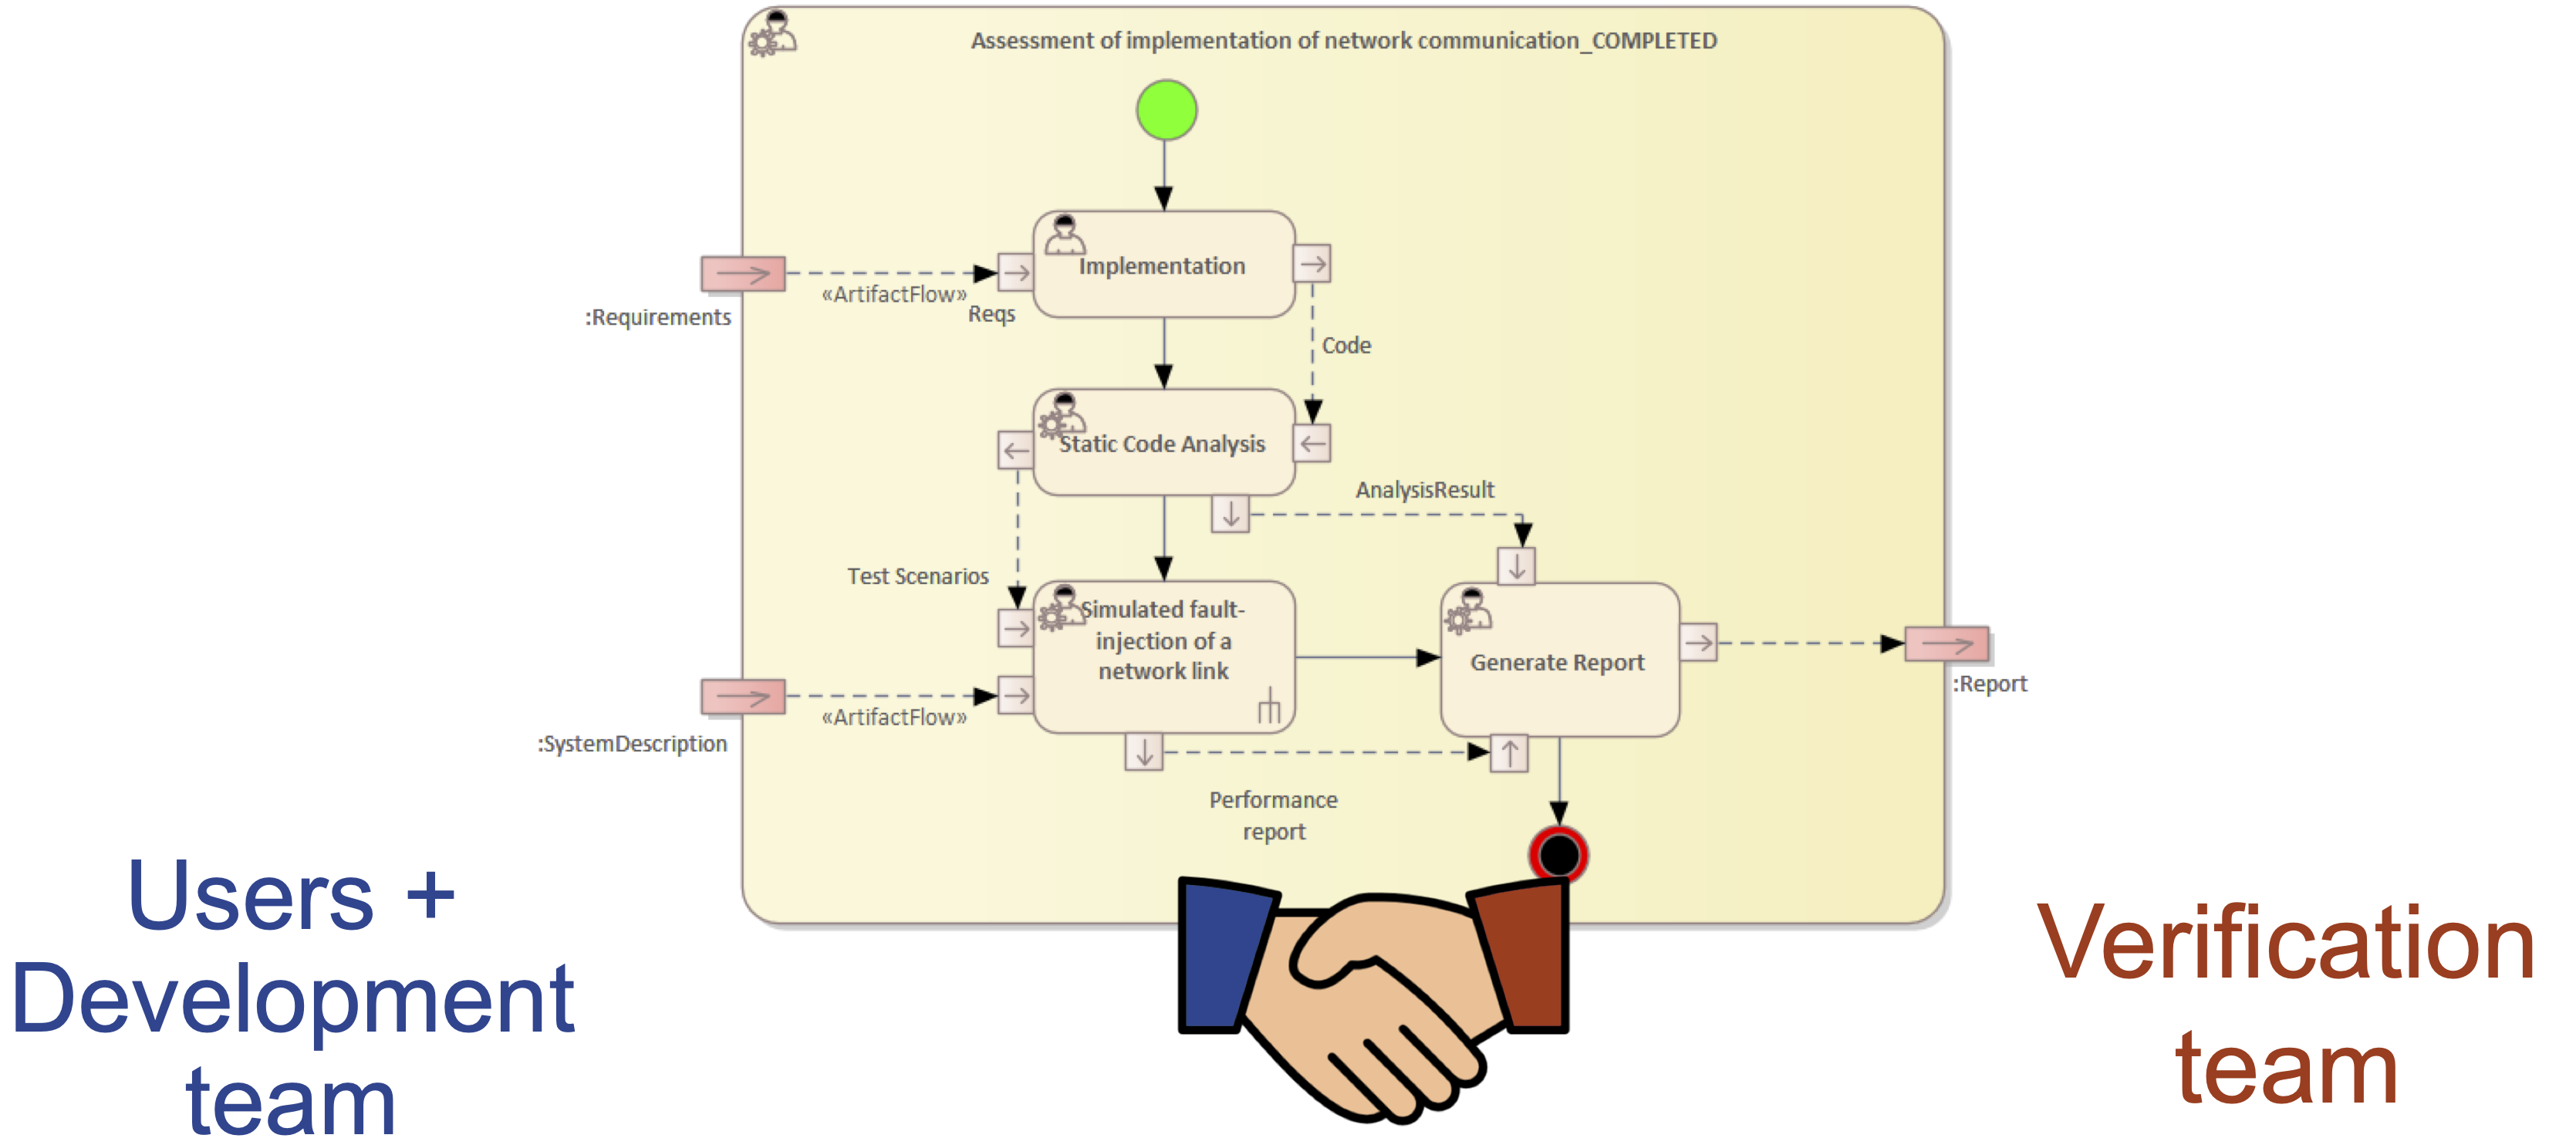 Assessment of implementation of network communication_COMPLETED
Implementation
«ArtifactFlow»
Reqs
:Requirements
Code
Static Code Analysis
AnalysisResult
Test Scenarios
Simulated fault-
injection of a
network link
Generate Report
«ArtifactFlow»
:SystemDescription
:Report
Performance
report
Users +
Development
team
Verification
team